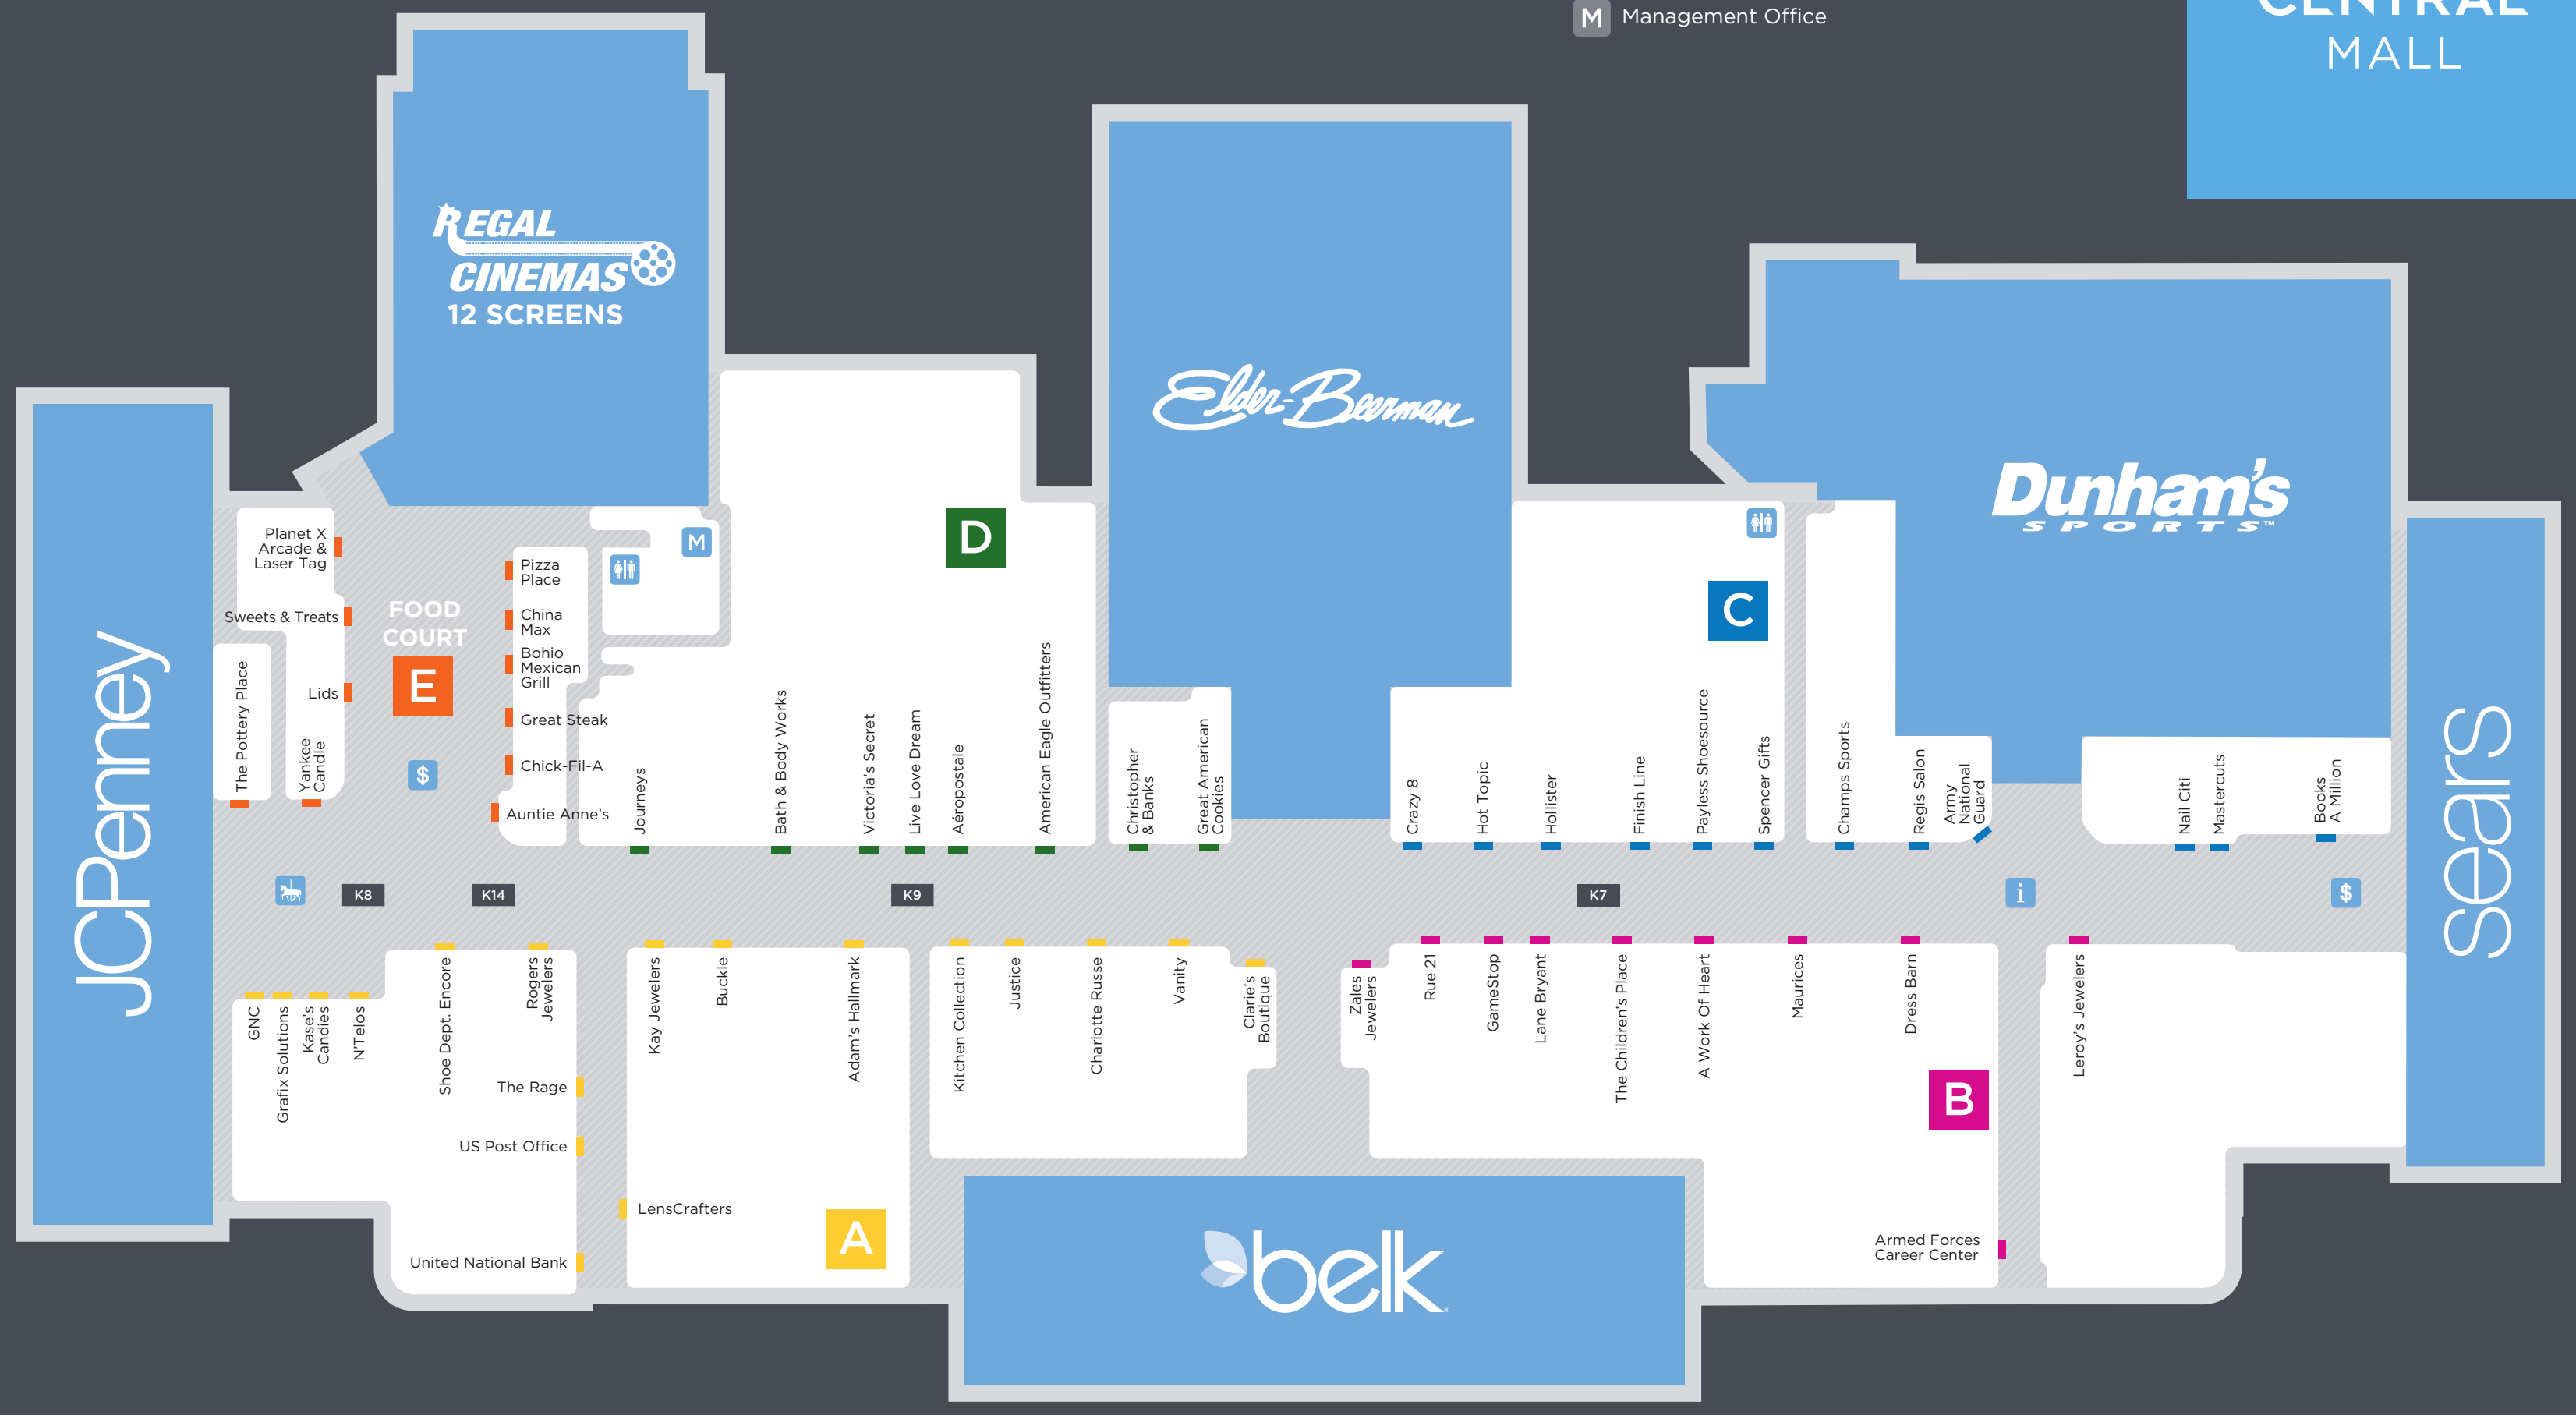 M Management Office
CENTRAL
MALL
REGAL
CINEMAS
12 SCREENS
Elder-Beerman
Dunham's
SPORTS™
JCPenney
sears
belk
Planet X
Arcade &
Laser Tag
Sweets & Treats
Lids
The Pottery Place
Yankee
Candle
FOOD
COURT
E
$
Pizza
Place
China
Max
Bohio
Mexican
Grill
Great Steak
Chick-Fil-A
Auntie Anne's
M
D
Journeys
Bath & Body Works
Victoria's Secret
Live Love Dream
Aéropostale
American Eagle Outfitters
Christopher
& Banks
Great American
Cookies
C
Crazy 8
Hot Topic
Hollister
Finish Line
Payless Shoesource
Spencer Gifts
Champs Sports
Regis Salon
Army
National
Guard
Nail Citi
Mastercuts
Books
A Million
K8
K14
K9
K7
i
$
GNC
Grafix Solutions
Kase's
Candies
N'Telos
Shoe Dept. Encore
Rogers
Jewelers
The Rage
US Post Office
United National Bank
Kay Jewelers
Buckle
Adam's Hallmark
LensCrafters
A
Kitchen Collection
Justice
Charlotte Russe
Vanity
Clarie's
Boutique
Zales
Jewelers
Rue 21
GameStop
Lane Bryant
The Children's Place
A Work Of Heart
Maurices
Dress Barn
B
Armed Forces
Career Center
Leroy's Jewelers